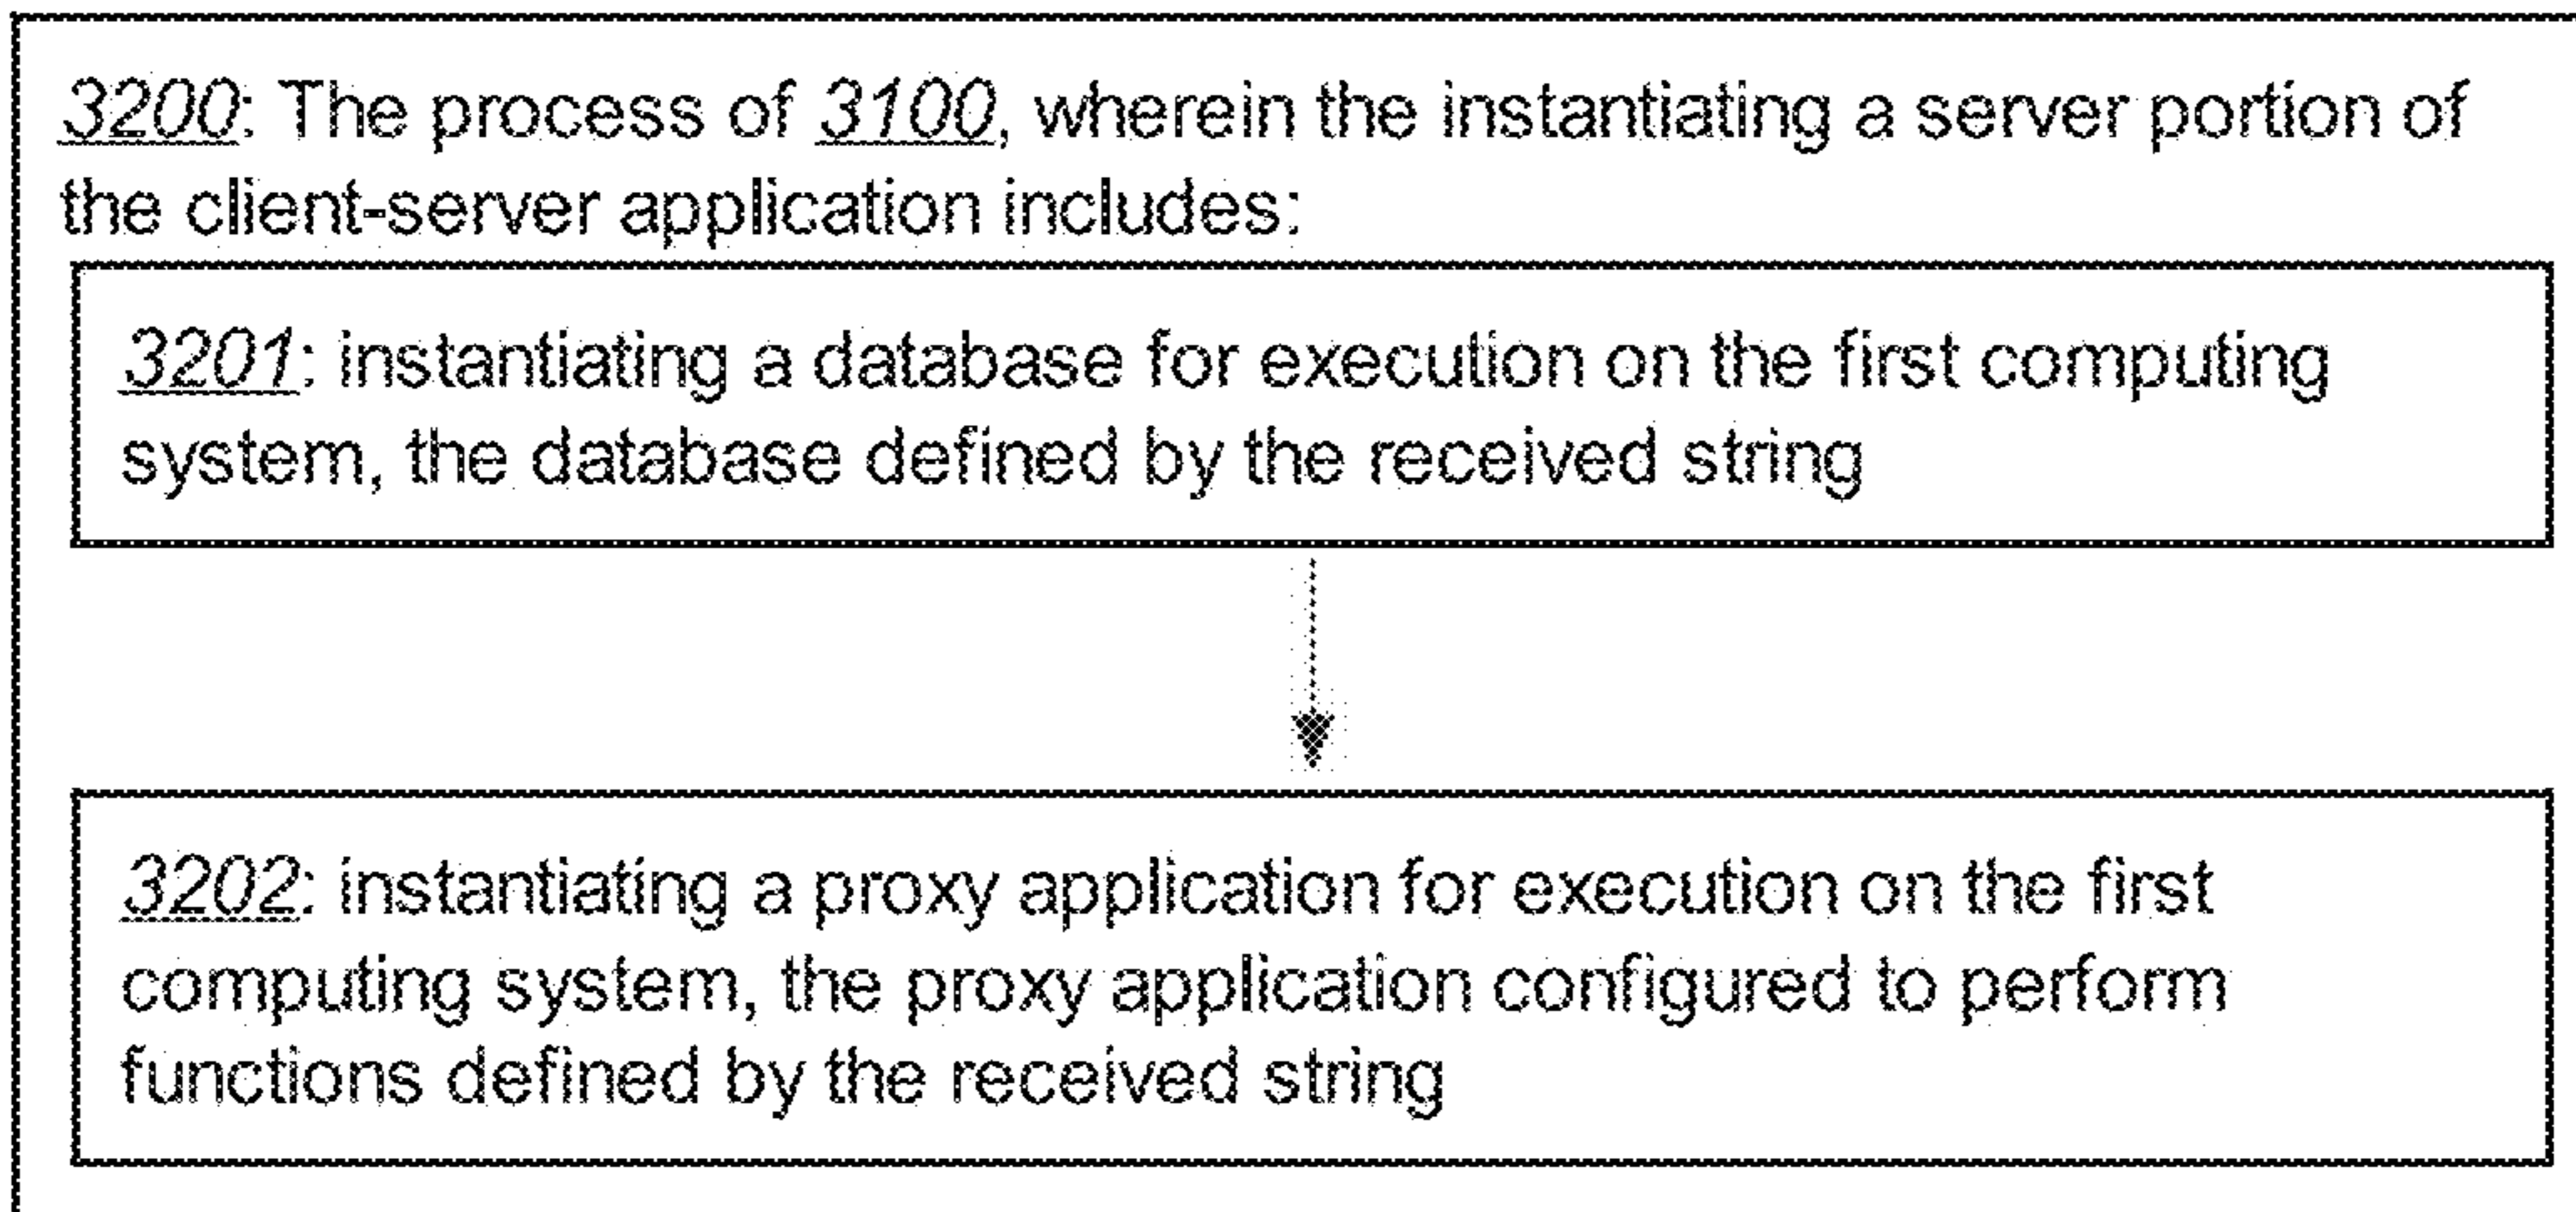 3200: The process of 3100, wherein the instantiating a server portion of
the client-server application includes:
3201: instantiating a database for execution on the first computing
system, the database defined by the received string
3202: instantiating a proxy application for execution on the first
computing system, the proxy application configured to perform
functions defined by the received string